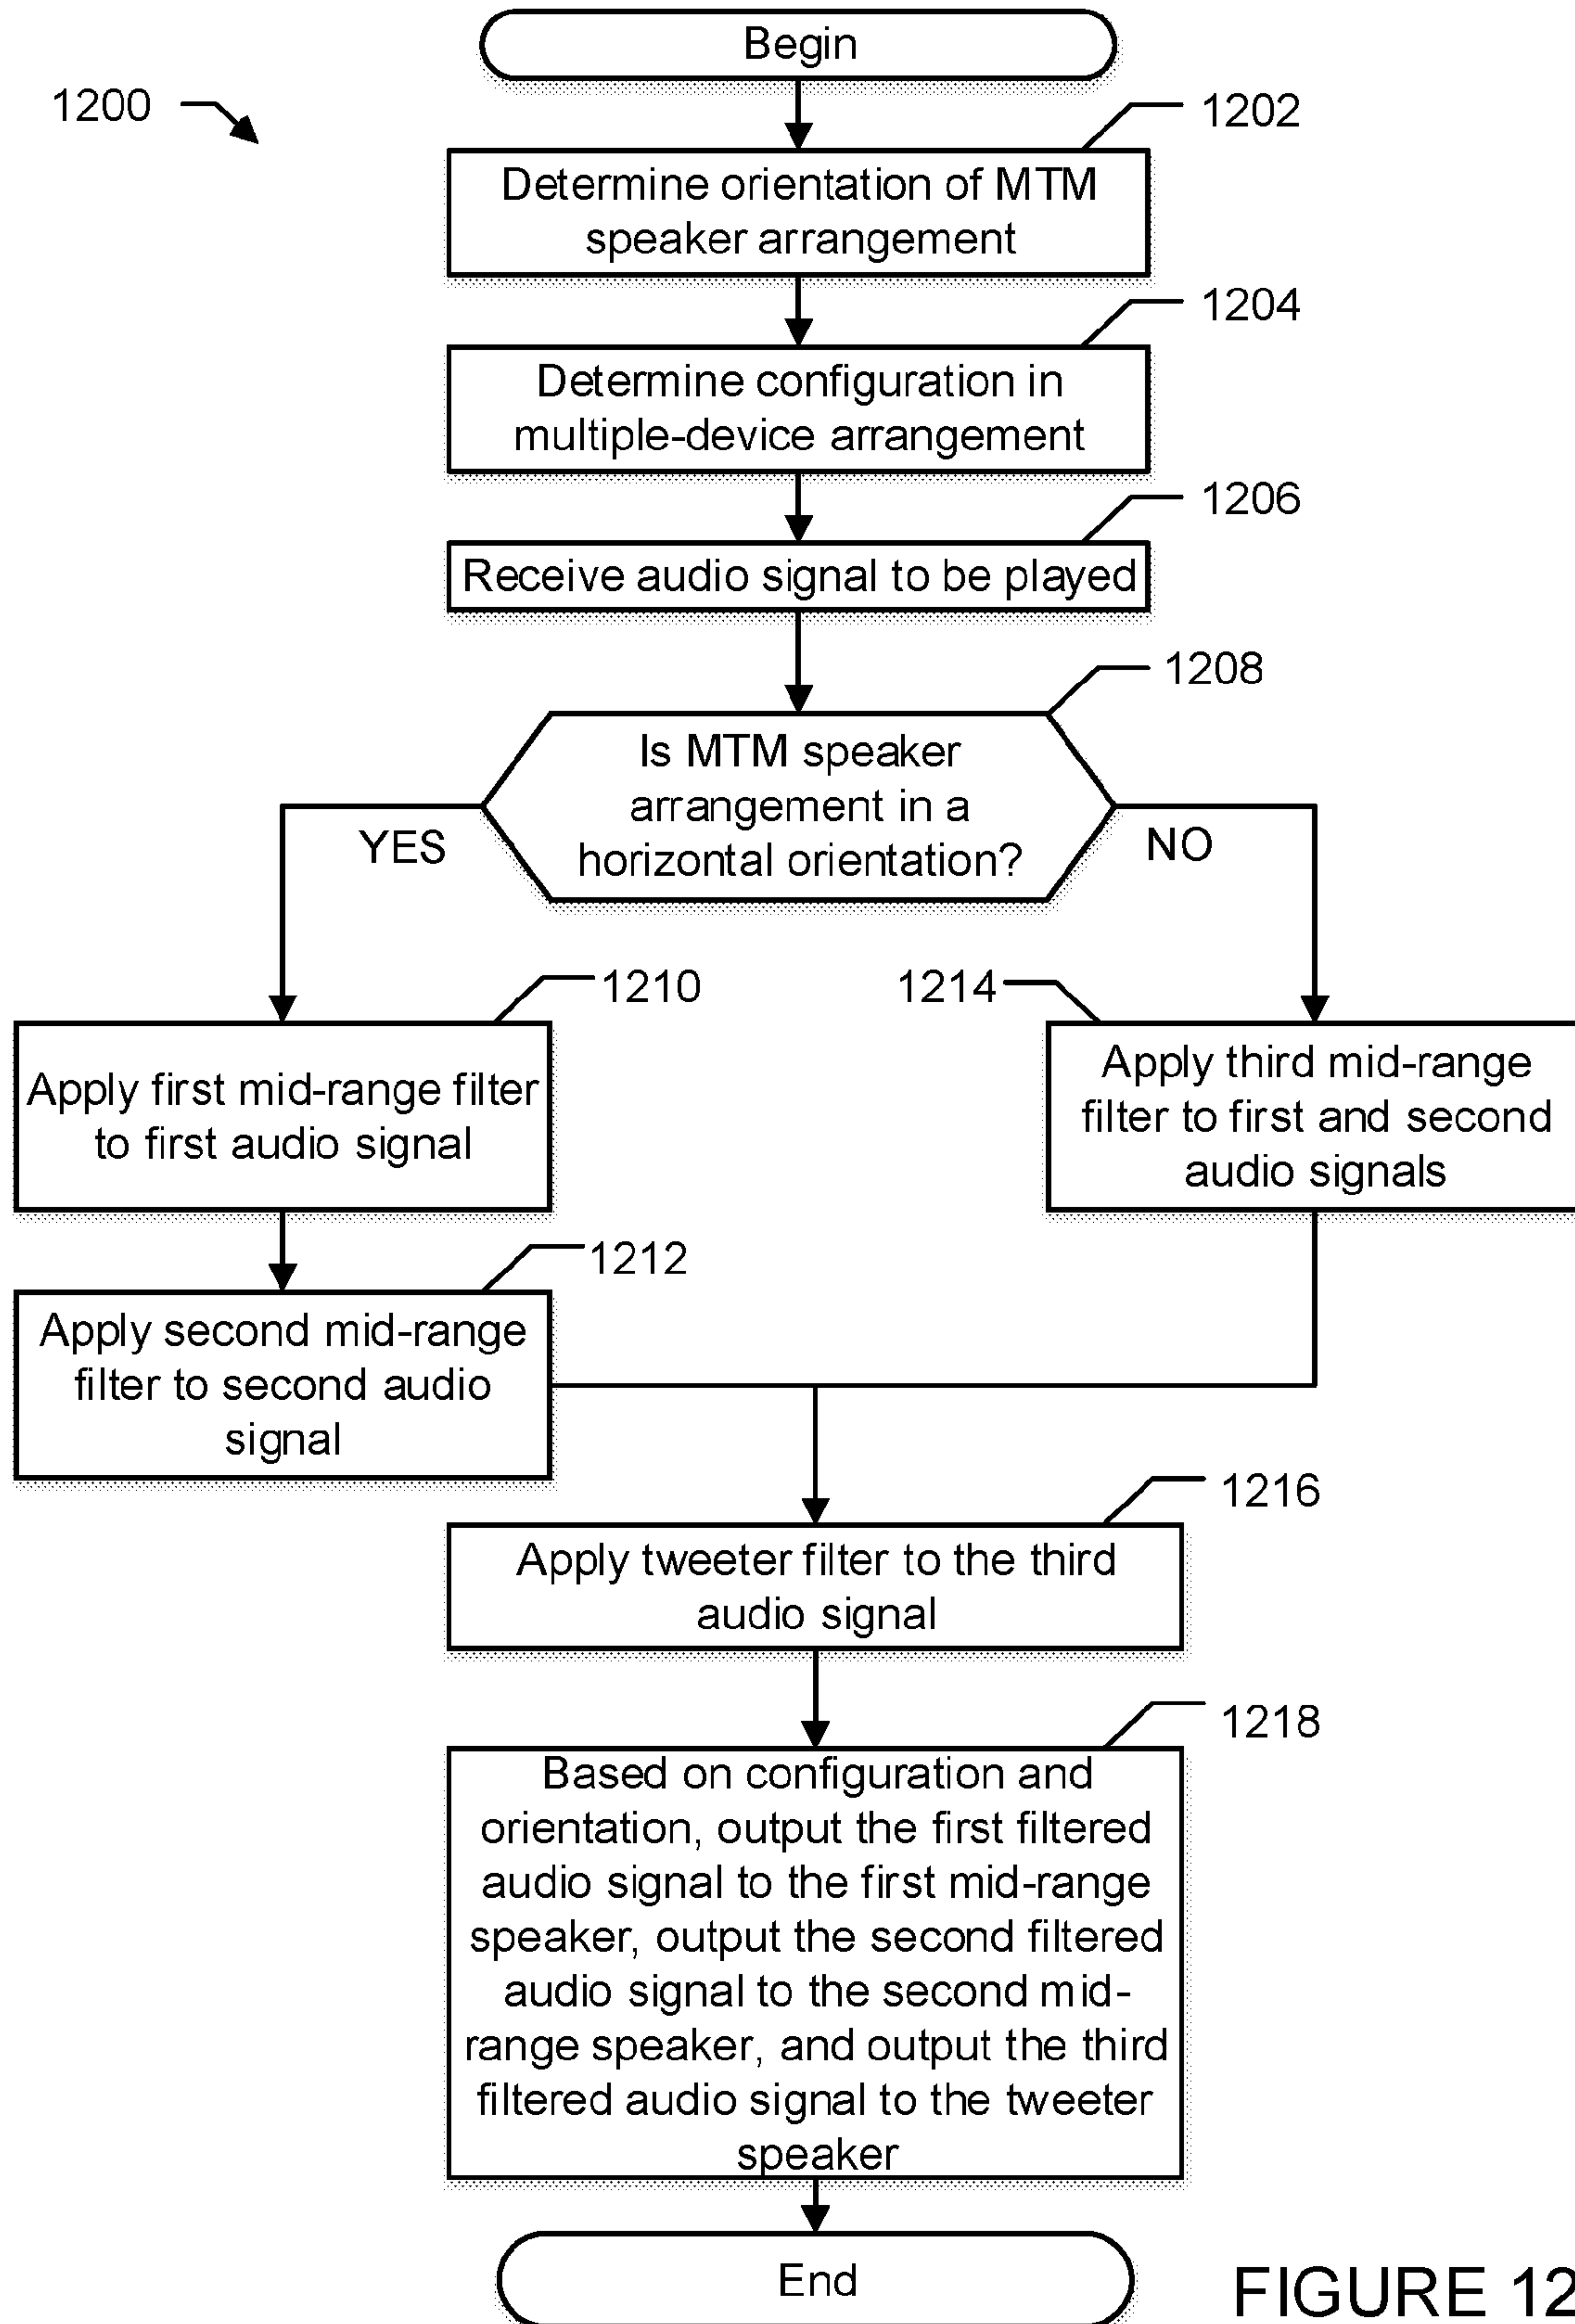 Begin
1200
1202
Determine orientation of MTM
speaker arrangement
1204
Determine configuration in
multiple-device arrangement
1206
Receive audio signal to be played
1208
Is MTM speaker
arrangement in a
horizontal orientation?
YES
NO
1210
Apply first mid-range filter
to first audio signal
1214
Apply third mid-range
filter to first and second
audio signals
1212
Apply second mid-range
filter to second audio
signal
1216
Apply tweeter filter to the third
audio signal
1218
Based on configuration and
orientation, output the first filtered
audio signal to the first mid-range
speaker, output the second filtered
audio signal to the second mid-
range speaker, and output the third
filtered audio signal to the tweeter
speaker
End
FIGURE 12